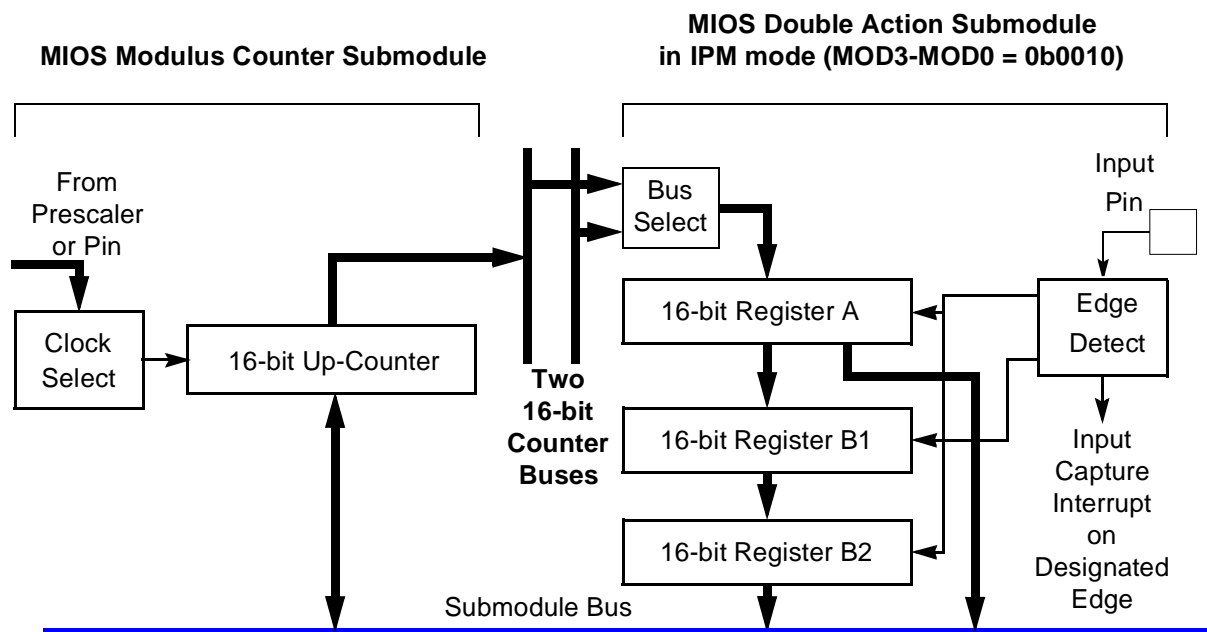 MIOS Modulus Counter Submodule
MIOS Double Action Submodule
in IPM mode (MOD3-MOD0 = 0b0010)
From
Prescaler
or Pin
Clock
Select
16-bit Up-Counter
Two
16-bit
Counter
Buses
Bus
Select
Input
Pin
16-bit Register A
Edge
Detect
16-bit Register B1
16-bit Register B2
Input
Capture
Interrupt
on
Designated
Edge
Submodule Bus